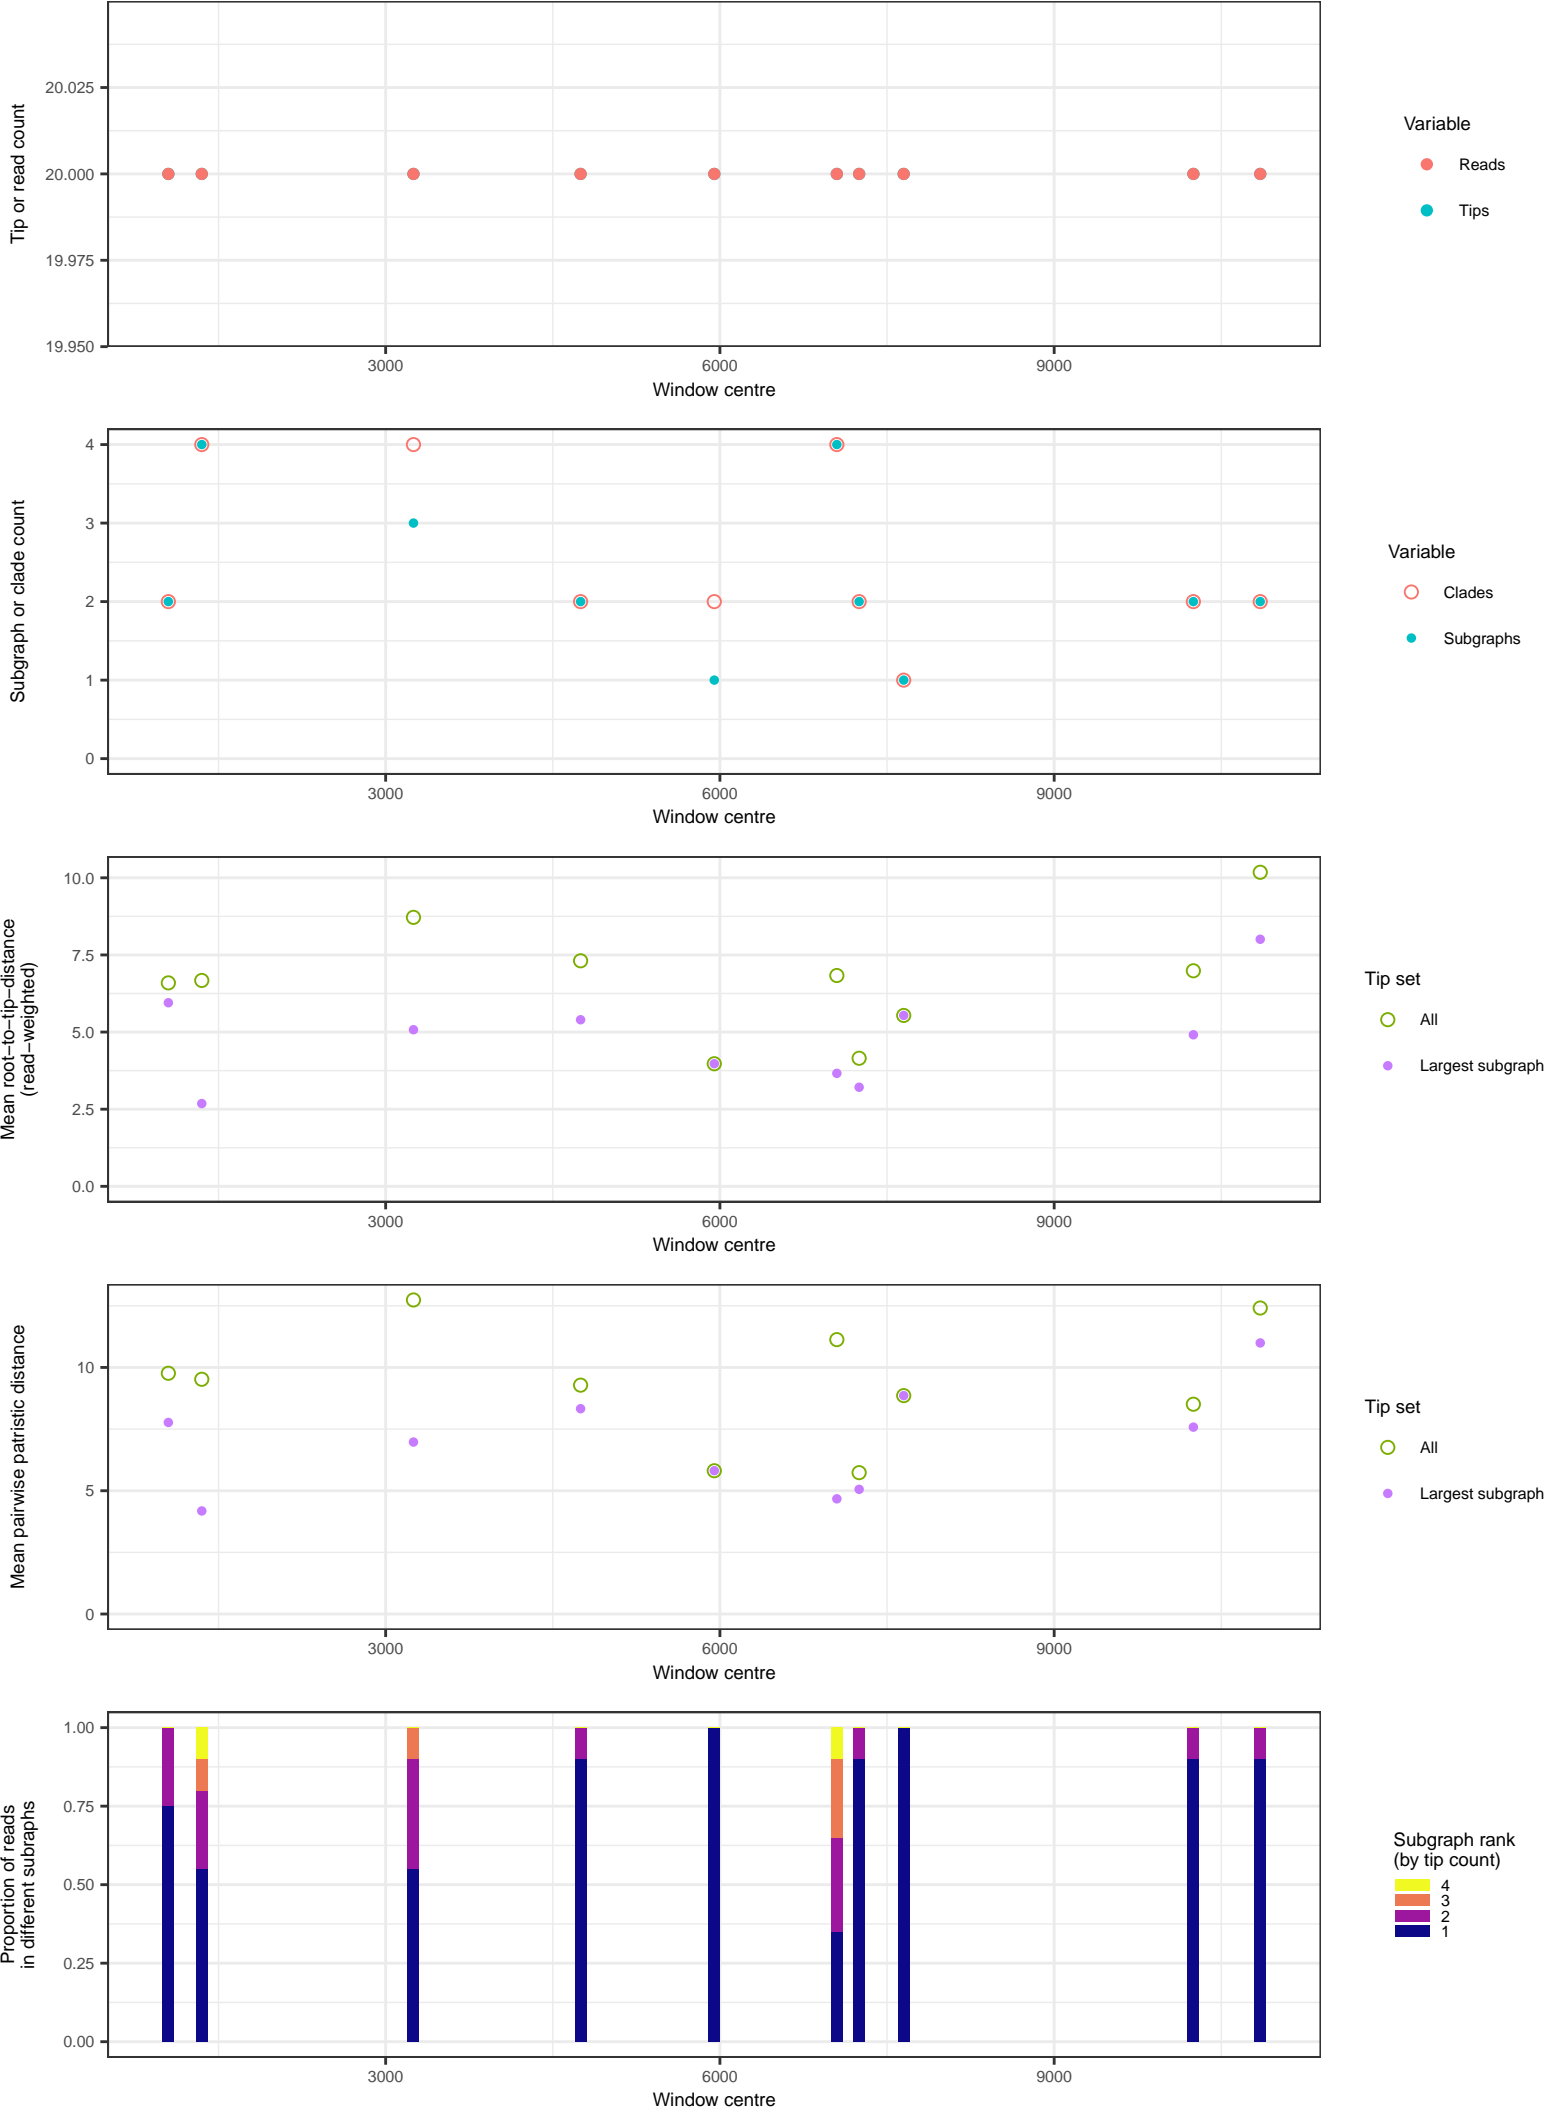 Tip or read count
20.025
20.000
19.975
19.950
3000 6000 9000
Window centre
Variable
Reads
Tips
Subgraph or clade count
4
3
2
1
0
3000 6000 9000
Window centre
Variable
Clades
Subgraphs
Mean root−to−tip−distance
(read−weighted)
10.0
7.5
5.0
2.5
0.0
3000 6000 9000
Window centre
Tip set
All
Largest subgraph
Mean pairwise patristic distance
10
5
0
3000 6000 9000
Window centre
Tip set
All
Largest subgraph
Proportion of reads
in different subraphs
1.00
0.75
0.50
0.25
0.00
3000 6000 9000
Window centre
Subgraph rank
(by tip count)
4
3
2
1